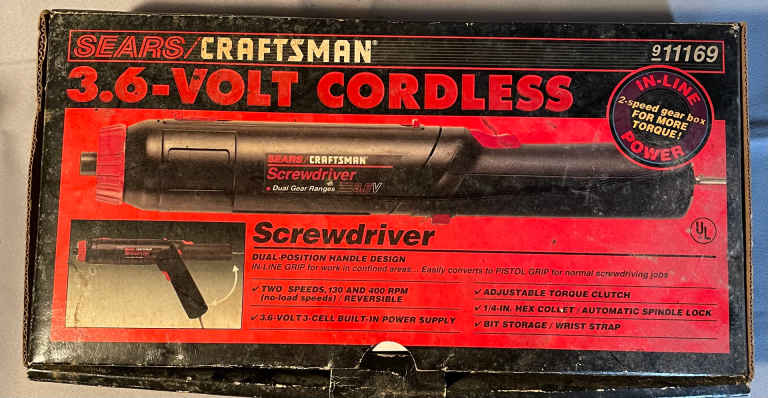 SEARS/CRAFTSMAN®
911169
3.6-VOLT CORDLESS
IN-LINE
2-speed gear box
FOR MORE
TORQUE!
POWER
SEARS/CRAFTSMAN
Screwdriver
• Dual Gear Ranges 3.6V
UL
Screwdriver
DUAL-POSITION HANDLE DESIGN
IN-LINE GRIP for work in confined areas... Easily converts to PISTOL GRIP for normal screwdriving jobs
✓ TWO SPEEDS, 130 AND 400 RPM
(no-load speeds) / REVERSIBLE
✓ 3.6-VOLT 3-CELL BUILT-IN POWER SUPPLY
✓ ADJUSTABLE TORQUE CLUTCH
✓ 1/4-IN. HEX COLLET / AUTOMATIC SPINDLE LOCK
✓ BIT STORAGE / WRIST STRAP